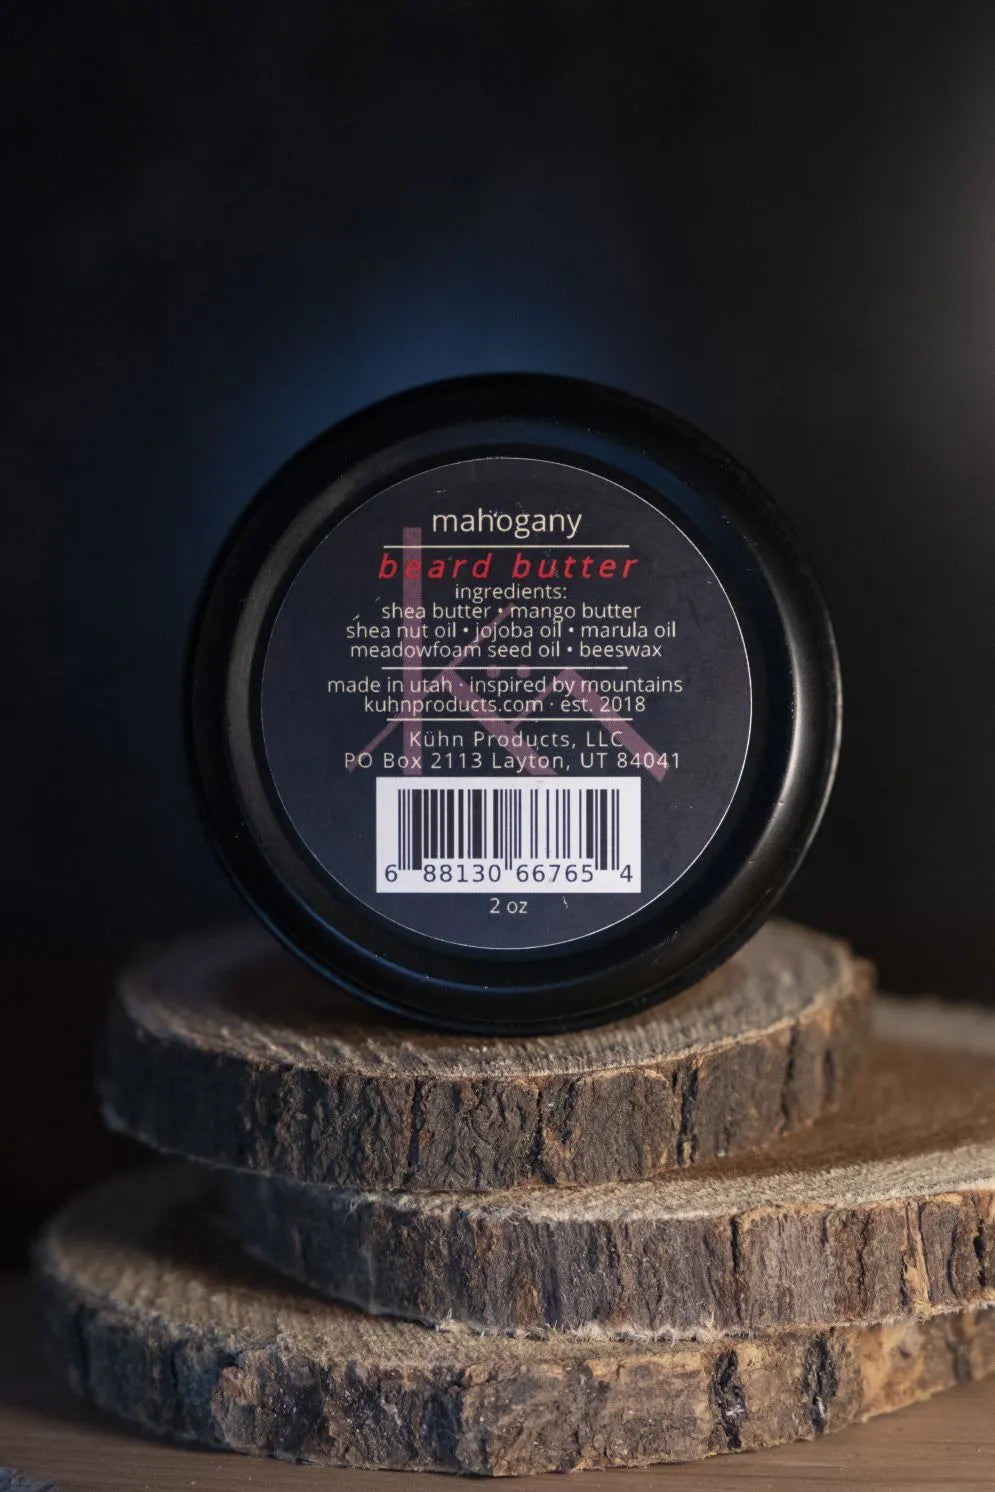 mahogany
beard butter
ingredients:
shea butter • mango butter
shea nut oil • jojoba oil • marula oil
meadowfoam seed oil • beeswax
made in utah · inspired by mountains
kuhnproducts.com · est. 2018
Kühn Products, LLC
PO Box 2113 Layton, UT 84041
6 88130 66765 4
2 oz